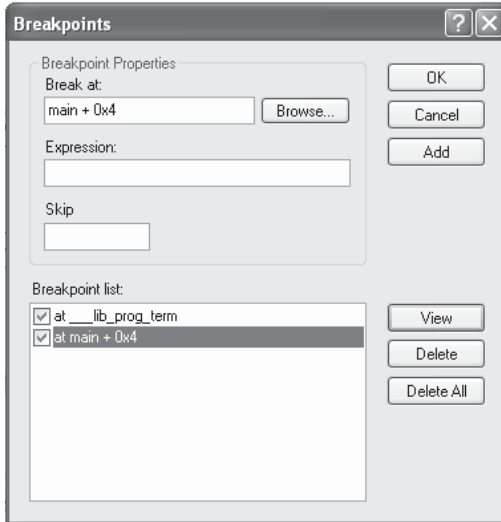 Breakpoints
Breakpoint Properties
Break at:
main + 0x4
Browse...
Expression:
Skip
OK
Cancel
Add
Breakpoint list:
at ___lib_prog_term
at main + 0x4
View
Delete
Delete All